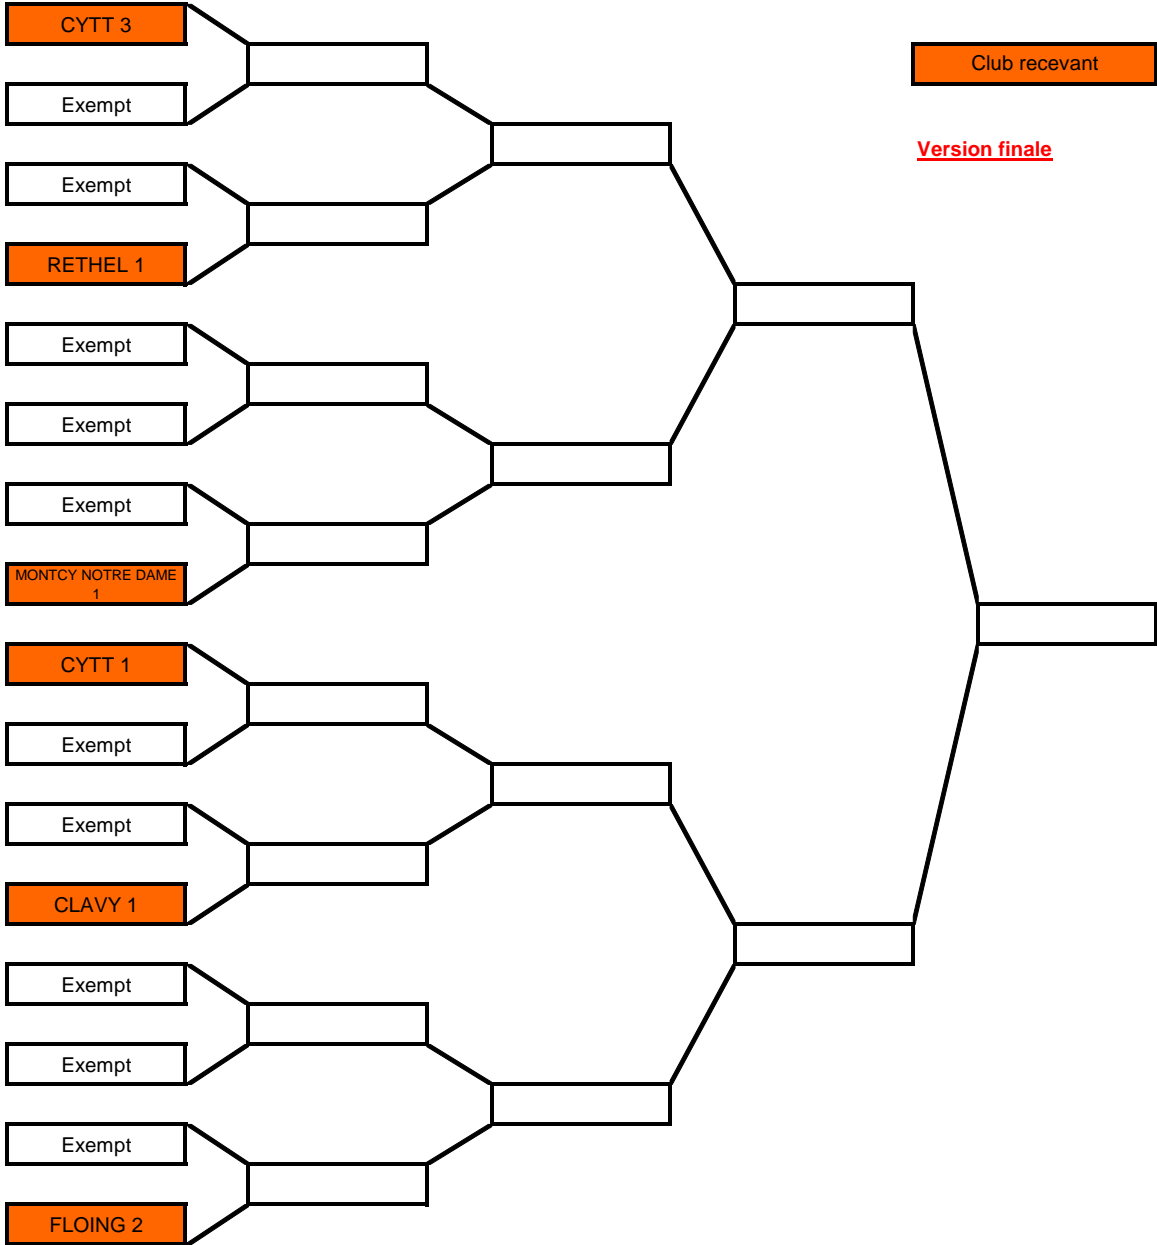 CYTT 3
Club recevant
Exempt
Version finale
Exempt
RETHEL 1
Exempt
Exempt
Exempt
MONTCY NOTRE DAME
1
CYTT 1
Exempt
Exempt
CLAVY 1
Exempt
Exempt
Exempt
FLOING 2